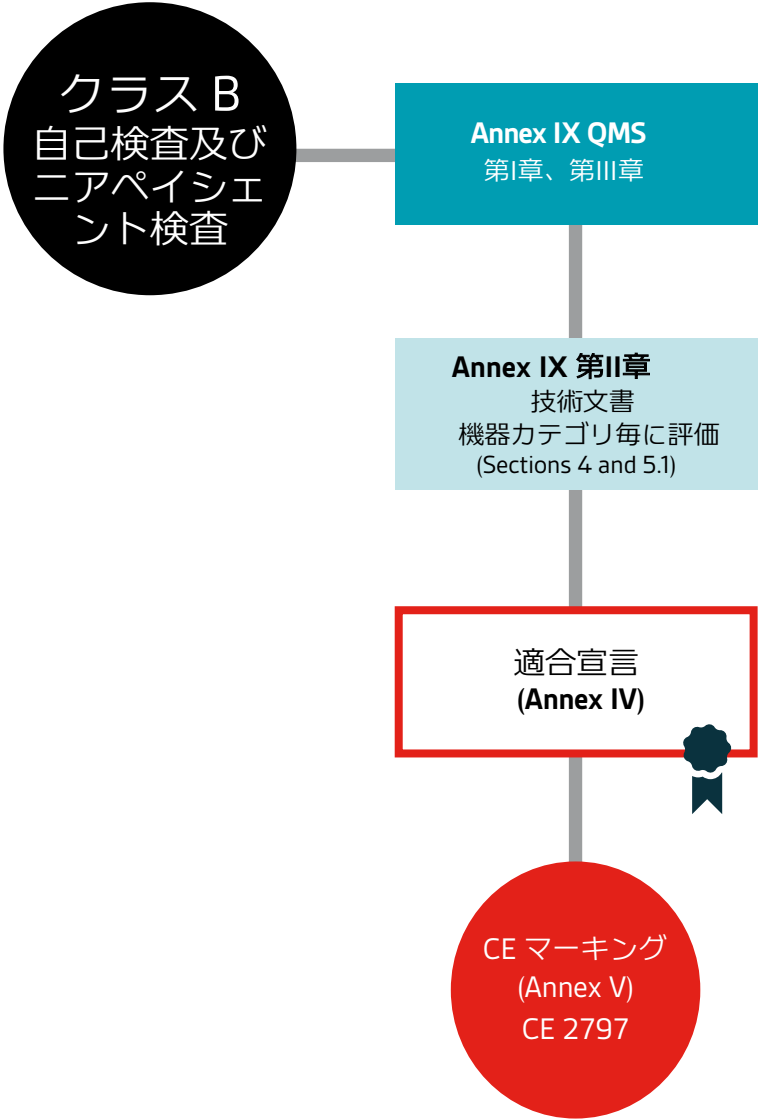 クラス B
自己検査及び
ニアペイシェ
ント検査
Annex IX QMS
第I章、第III章
Annex IX 第II章
技術文書
機器カテゴリ毎に評価
(Sections 4 and 5.1)
適合宣言
(Annex IV)
CE マーキング
(Annex V)
CE 2797